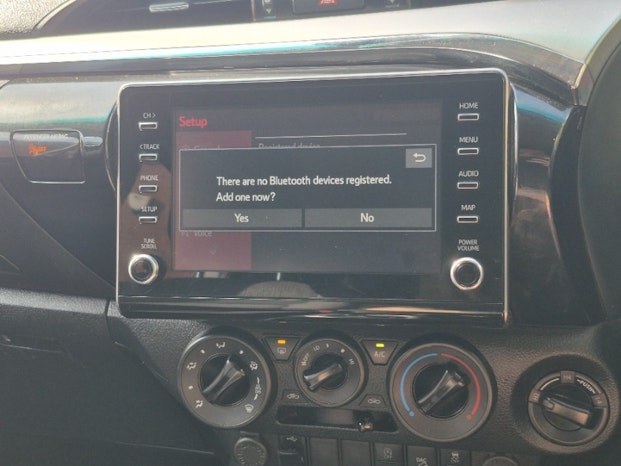 CH >
< TRACK
PHONE
SETUP
TUNE
SCROLL
Setup
There are no Bluetooth devices registered.
Add one now?
Yes
No
HOME
MENU
AUDIO
MAP
POWER
VOLUME
A/C